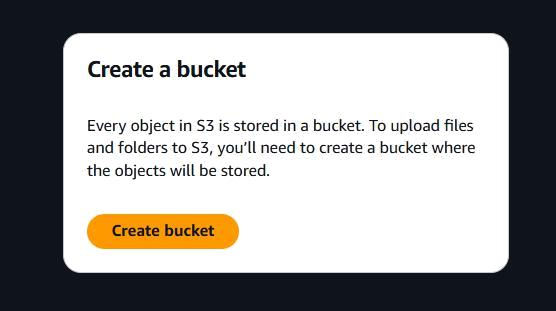 Create a bucket
Every object in S3 is stored in a bucket. To upload files
and folders to S3, you’ll need to create a bucket where
the objects will be stored.
Create bucket